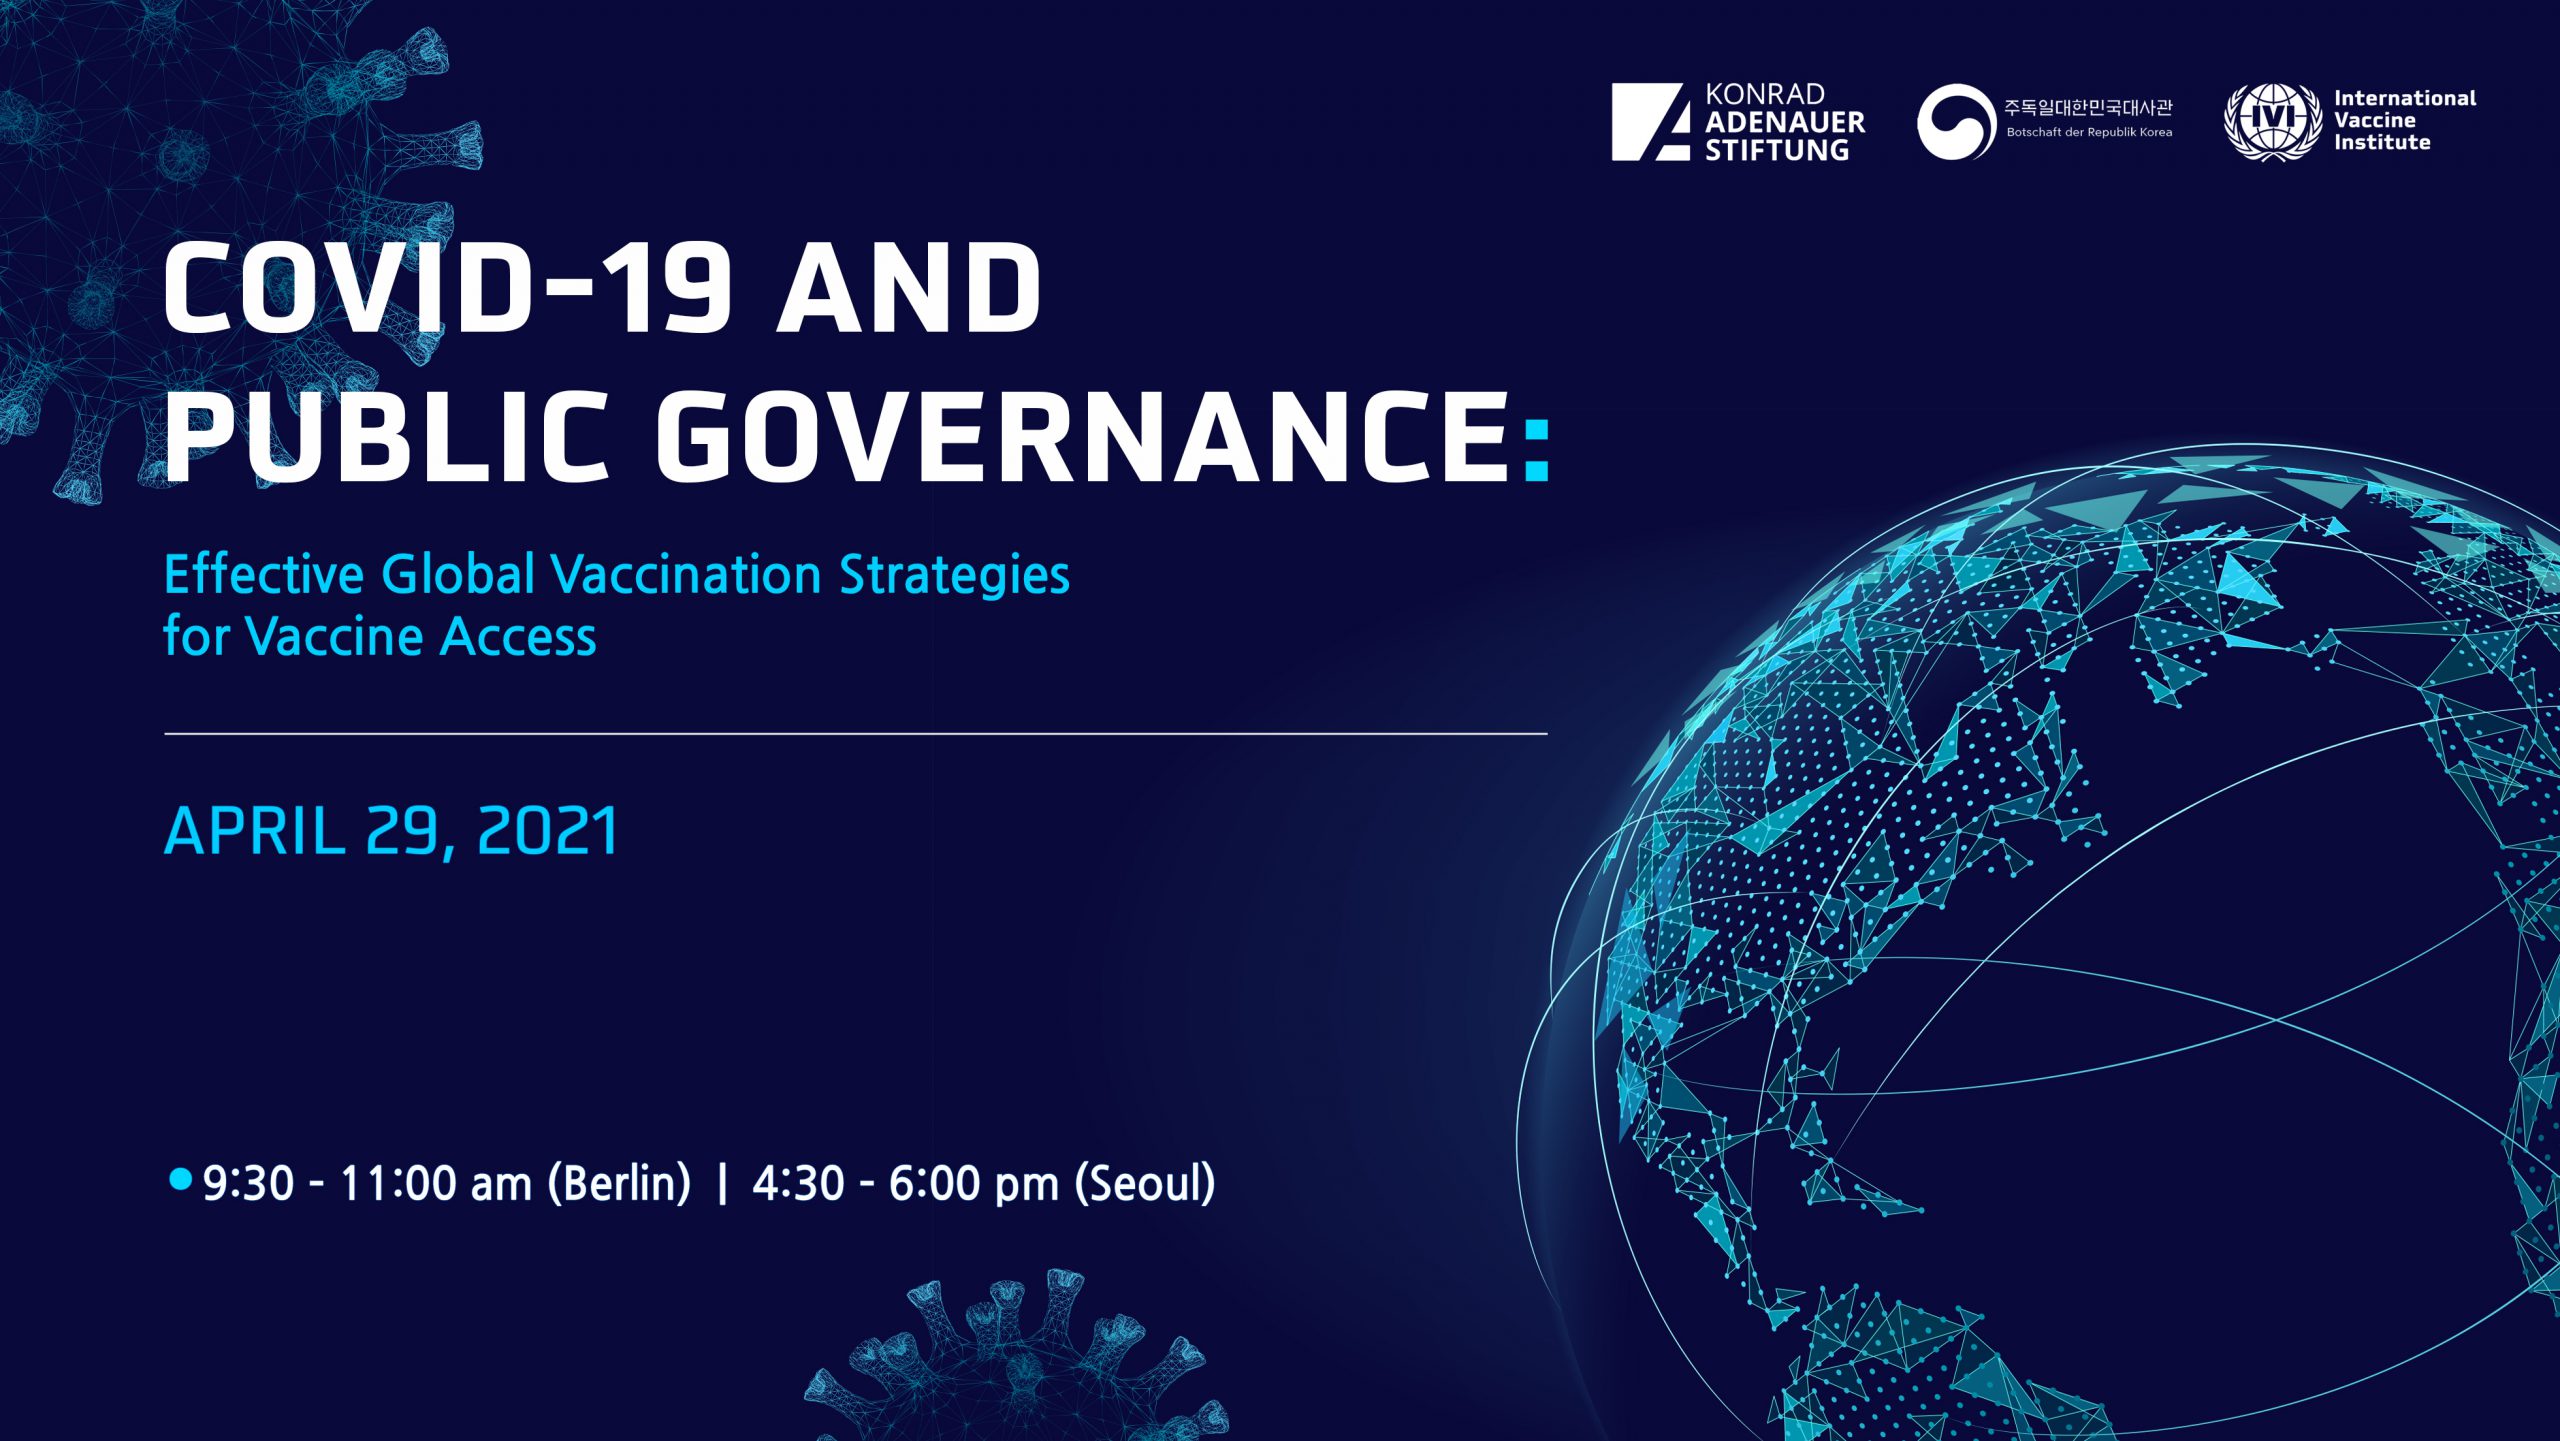 KONRAD
ADENAUER
STIFTUNG
주독일대한민국대사관
Botschaft der Republik Korea
IVI
International
Vaccine
Institute
COVID-19 AND
PUBLIC GOVERNANCE:
Effective Global Vaccination Strategies
for Vaccine Access
APRIL 29, 2021
9:30 - 11:00 am (Berlin) | 4:30 - 6:00 pm (Seoul)